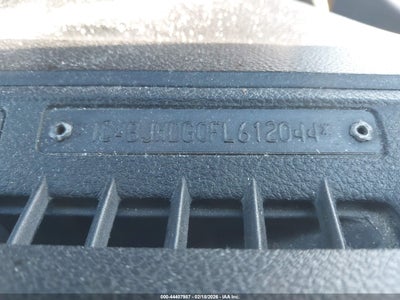 1C4BJWDG0FL612044*
000-44407987 | 02/18/2026 - IAA Inc.